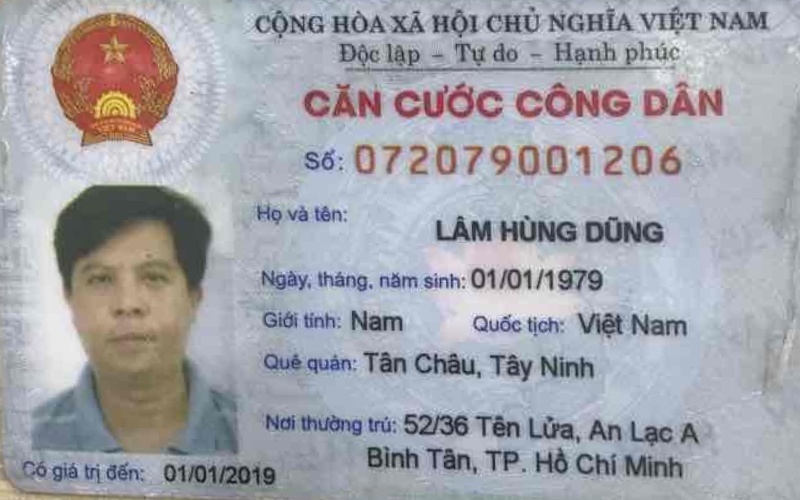 CỘNG HÒA XÃ HỘI CHỦ NGHĨA VIỆT NAM
Độc lập - Tự do - Hạnh phúc
CĂN CƯỚC CÔNG DÂN
Số: 072079001206
Họ và tên:
LÂM HÙNG DŨNG
Ngày, tháng, năm sinh: 01/01/1979
Giới tính: Nam Quốc tịch: Việt Nam
Quê quán: Tân Châu, Tây Ninh
Nơi thường trú: 52/36 Tên Lửa, An Lạc A
Bình Tân, TP. Hồ Chí Minh
Có giá trị đến: 01/01/2019
VIỆT NAM